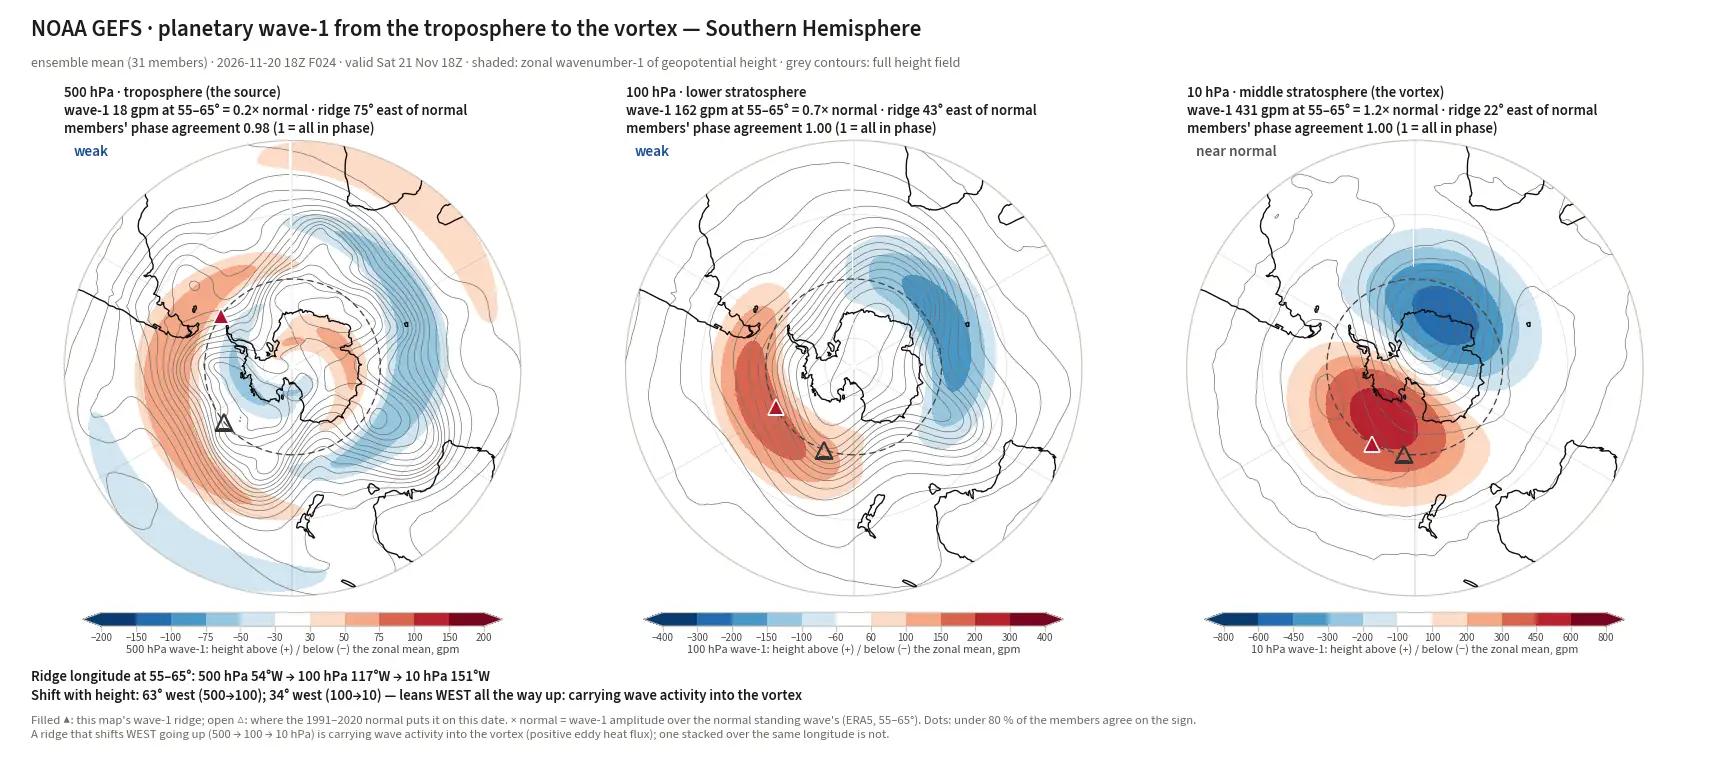 NOAA GEFS · planetary wave-1 from the troposphere to the vortex — Southern Hemisphere
ensemble mean (31 members) · 2026-11-20 18Z F024 · valid Sat 21 Nov 18Z · shaded: zonal wavenumber-1 of geopotential height · grey contours: full height field
500 hPa · troposphere (the source)
wave-1 18 gpm at 55–65° = 0.2× normal · ridge 75° east of normal
members' phase agreement 0.98 (1 = all in phase)
weak
100 hPa · lower stratosphere
wave-1 162 gpm at 55–65° = 0.7× normal · ridge 43° east of normal
members' phase agreement 1.00 (1 = all in phase)
weak
10 hPa · middle stratosphere (the vortex)
wave-1 431 gpm at 55–65° = 1.2× normal · ridge 22° east of normal
members' phase agreement 1.00 (1 = all in phase)
near normal
−200 −150 −100 −75 −50 −30 30 50 75 100 150 200
500 hPa wave-1: height above (+) / below (−) the zonal mean, gpm
−400 −300 −200 −150 −100 −60 60 100 150 200 300 400
100 hPa wave-1: height above (+) / below (−) the zonal mean, gpm
−800 −600 −450 −300 −200 −100 100 200 300 450 600 800
10 hPa wave-1: height above (+) / below (−) the zonal mean, gpm
Ridge longitude at 55–65°: 500 hPa 54°W → 100 hPa 117°W → 10 hPa 151°W
Shift with height: 63° west (500→100); 34° west (100→10) — leans WEST all the way up: carrying wave activity into the vortex
Filled ▲: this map's wave-1 ridge; open △: where the 1991–2020 normal puts it on this date. × normal = wave-1 amplitude over the normal standing wave's (ERA5, 55–65°). Dots: under 80 % of the members agree on the sign.
A ridge that shifts WEST going up (500 → 100 → 10 hPa) is carrying wave activity into the vortex (positive eddy heat flux); one stacked over the same longitude is not.